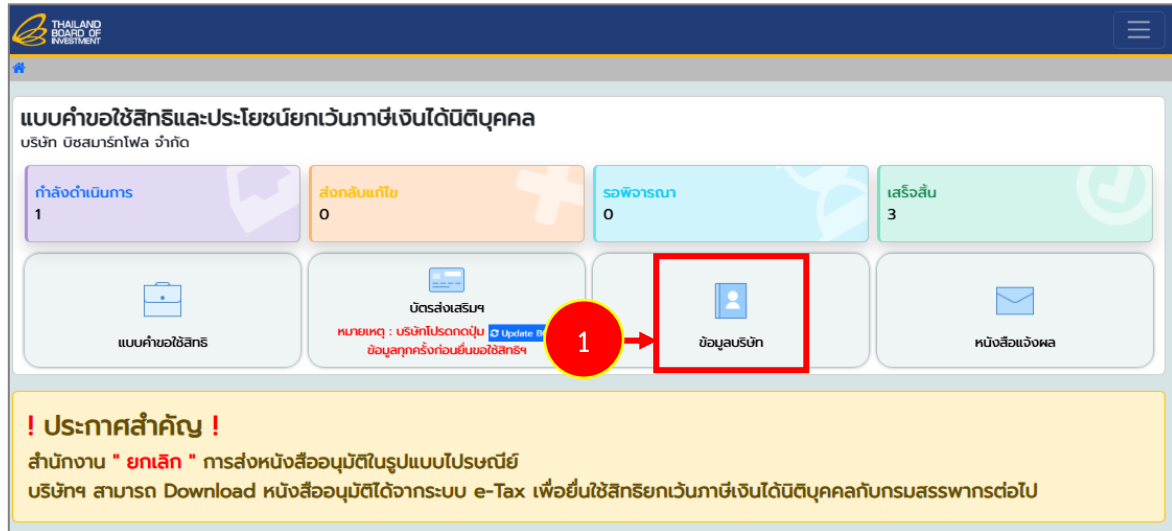 THAILAND
BOARD OF
INVESTMENT
แบบคำขอใช้สิทธิและประโยชน์ยกเว้นภาษีเงินได้นิติบุคคล
บริษัท บิซสมาร์ทโฟล จำกัด
กำลังดำเนินการ
1
ส่งกลับแก้ไข
0
รอพิจารณา
0
เสร็จสิ้น
3
แบบคำขอใช้สิทธิ
บัตรส่งเสริมฯ
หมายเหตุ : บริษัทโปรดกดปุ่ม Update
ข้อมูลทุกครั้งก่อนยื่นขอใช้สิทธิฯ
1
ข้อมูลบริษัท
หนังสือแจ้งผล
! ประกาศสำคัญ !
สำนักงาน " ยกเลิก " การส่งหนังสืออนุมัติในรูปแบบไปรษณีย์
บริษัทฯ สามารถ Download หนังสืออนุมัติได้จากระบบ e-Tax เพื่อยื่นใช้สิทธิยกเว้นภาษีเงินได้นิติบุคคลกับกรมสรรพากรต่อไป